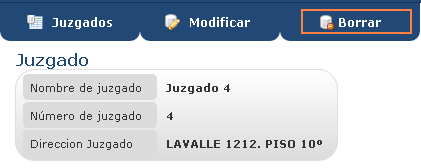 Juzgados Modificar Borrar
Juzgado
Nombre de juzgado Juzgado 4
Número de juzgado 4
Direccion Juzgado LAVALLE 1212. PISO 10º